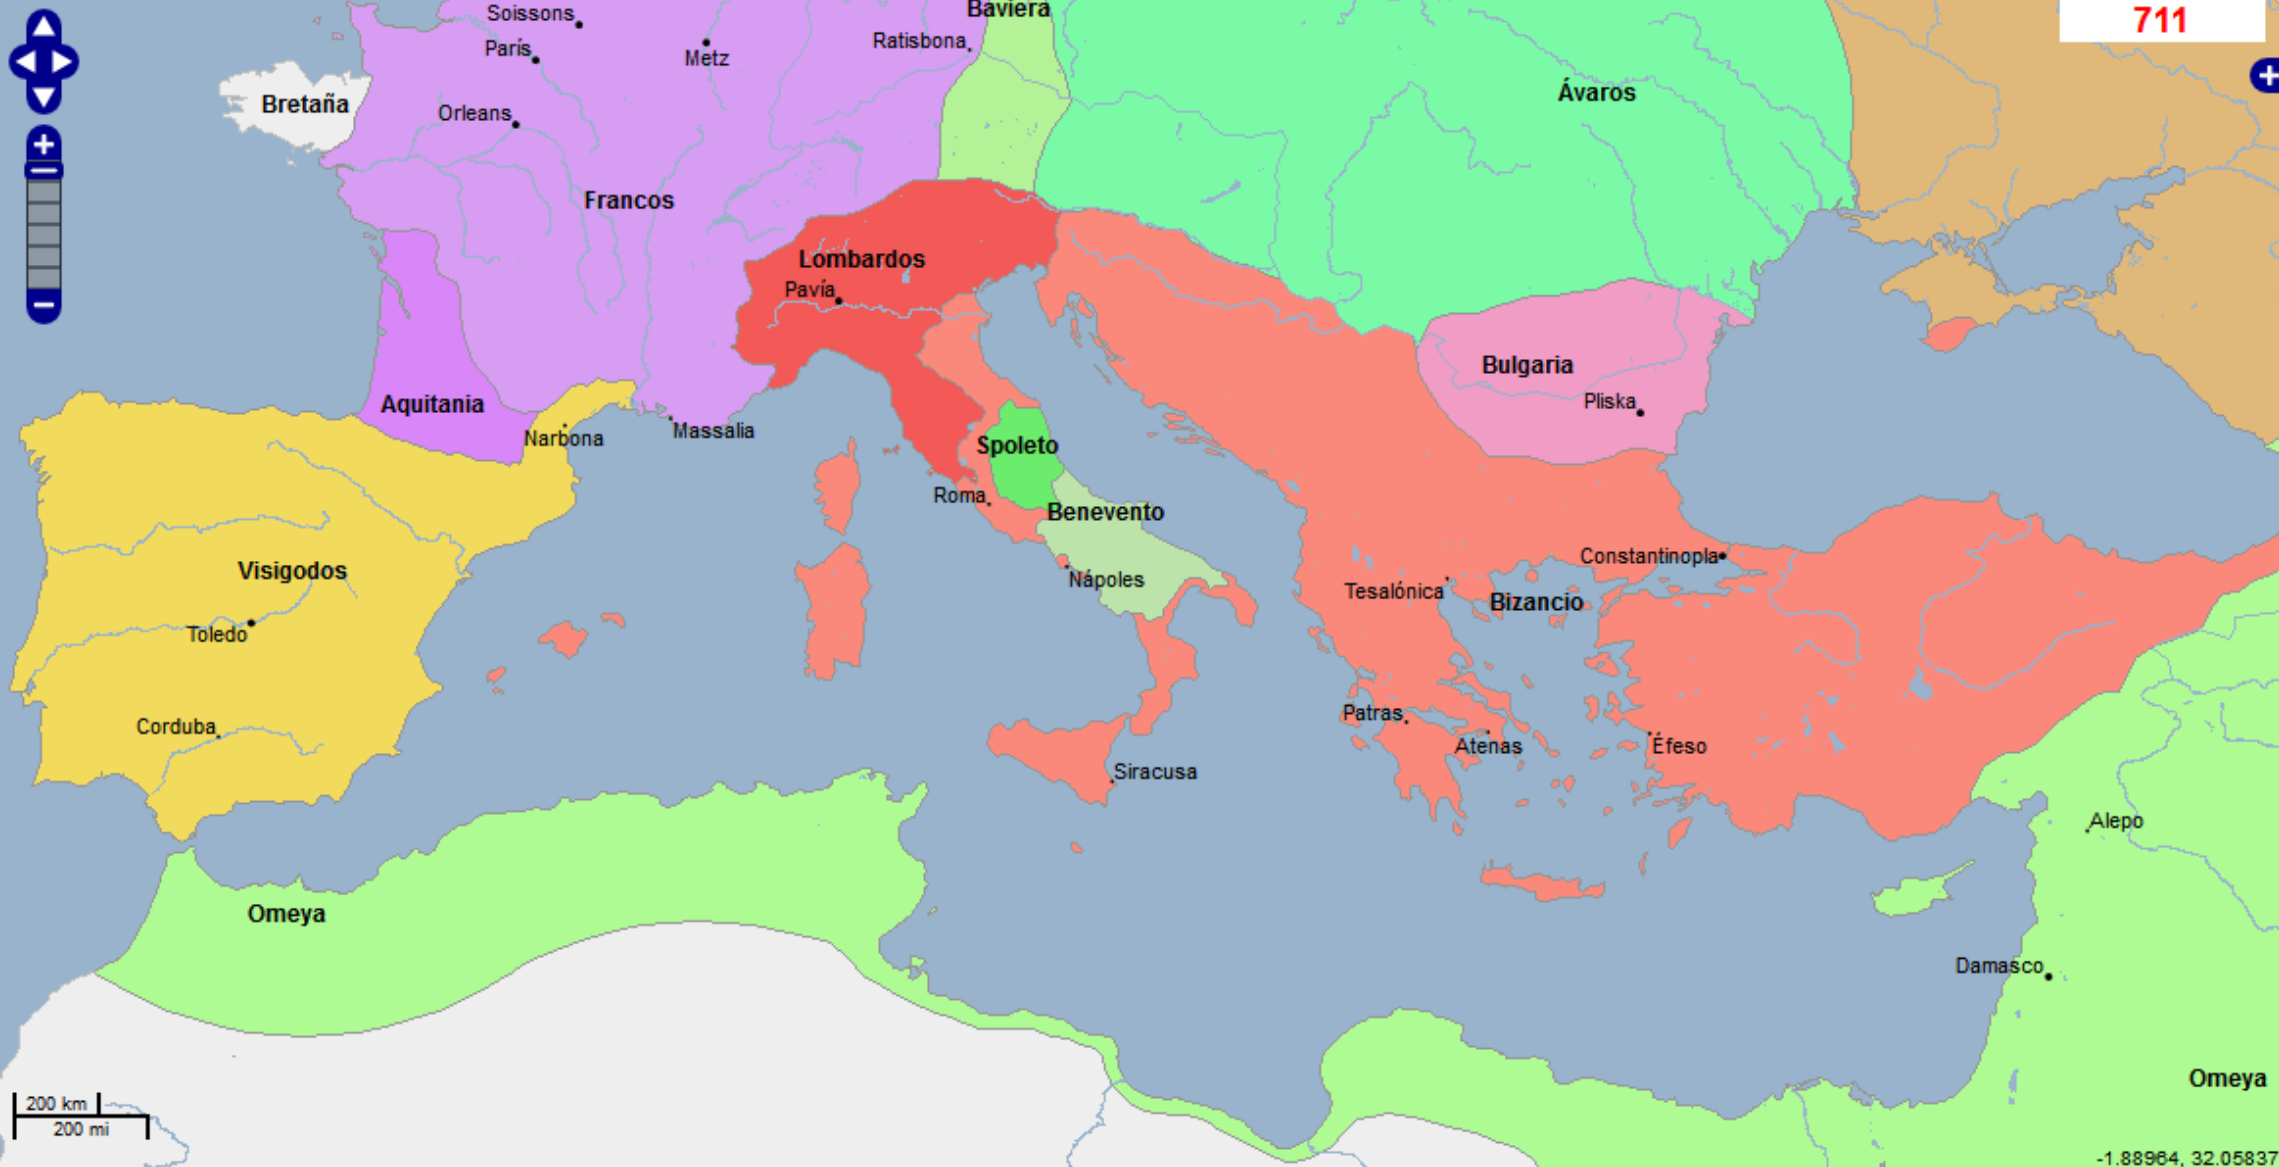 Soissons
Baviera
711
París
Metz
Ratisbona
Bretaña
Orleans
Ávaros
Francos
Lombardos
Pavía
Bulgaria
Pliska
Aquitania
Narbona
Massalia
Spoleto
Roma
Benevento
Visigodos
Nápoles
Constantinopla
Tesalónica
Bizancio
Toledo
Corduba
Patras
Atenas
Éfeso
Siracusa
Alepo
Omeya
Damasco
Omeya
200 km
200 mi
-1.88964, 32.05837